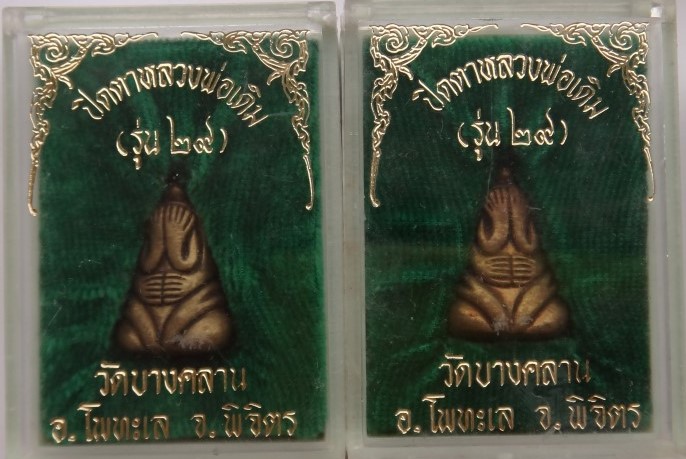 ปิดตาหลวงพ่อเดิม
(รุ่น ๒๙)
วัดบางคลาน
อ.โพทะเล จ.พิจิตร
ปิดตาหลวงพ่อเดิม
(รุ่น ๒๙)
วัดบางคลาน
อ.โพทะเล จ.พิจิตร